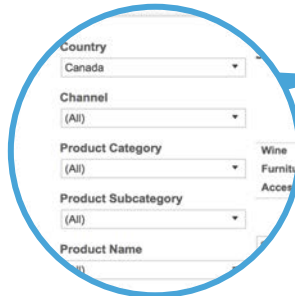 Country
Canada
Channel
(All)
Product Category
(All)
Wine
Product Subcategory
(All)
Product Name